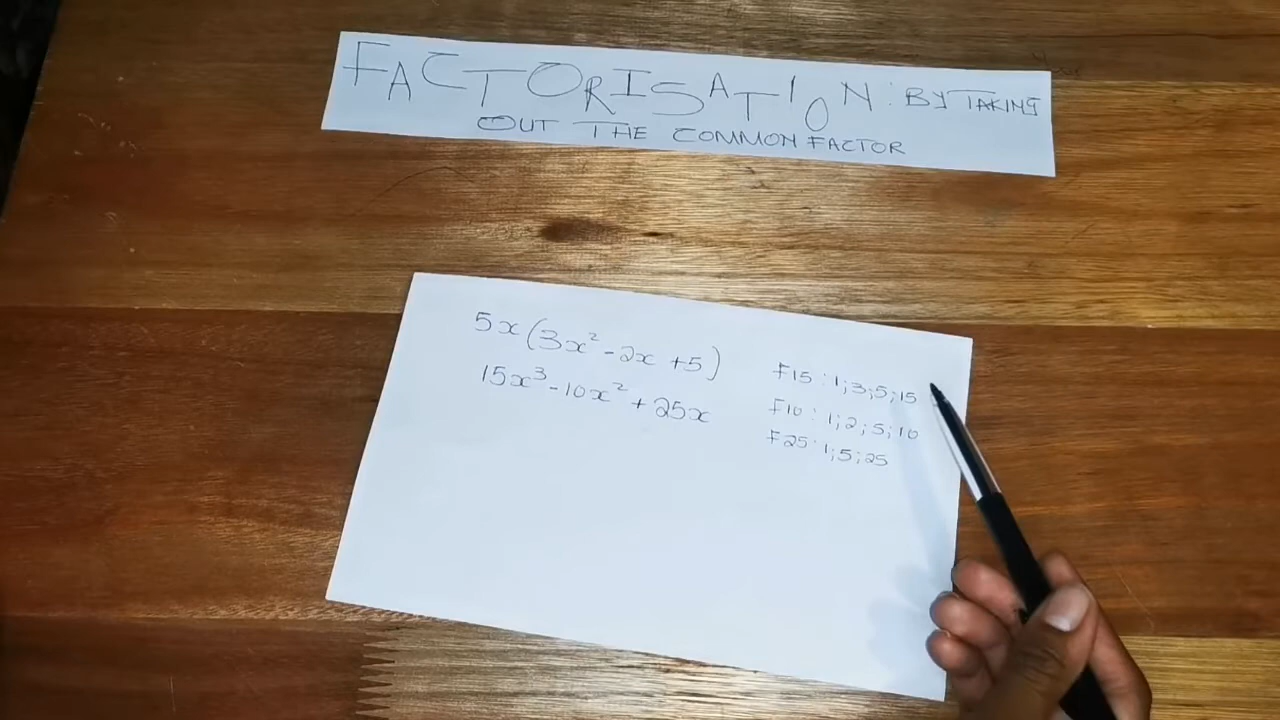 FACTORISATION: BY TAKING
OUT THE COMMON FACTOR
5x(3x² - 2x + 5)
15x³ - 10x² + 25x
F15 : 1; 3; 5; 15
F10 : 1; 2; 5; 10
F25 : 1; 5; 25